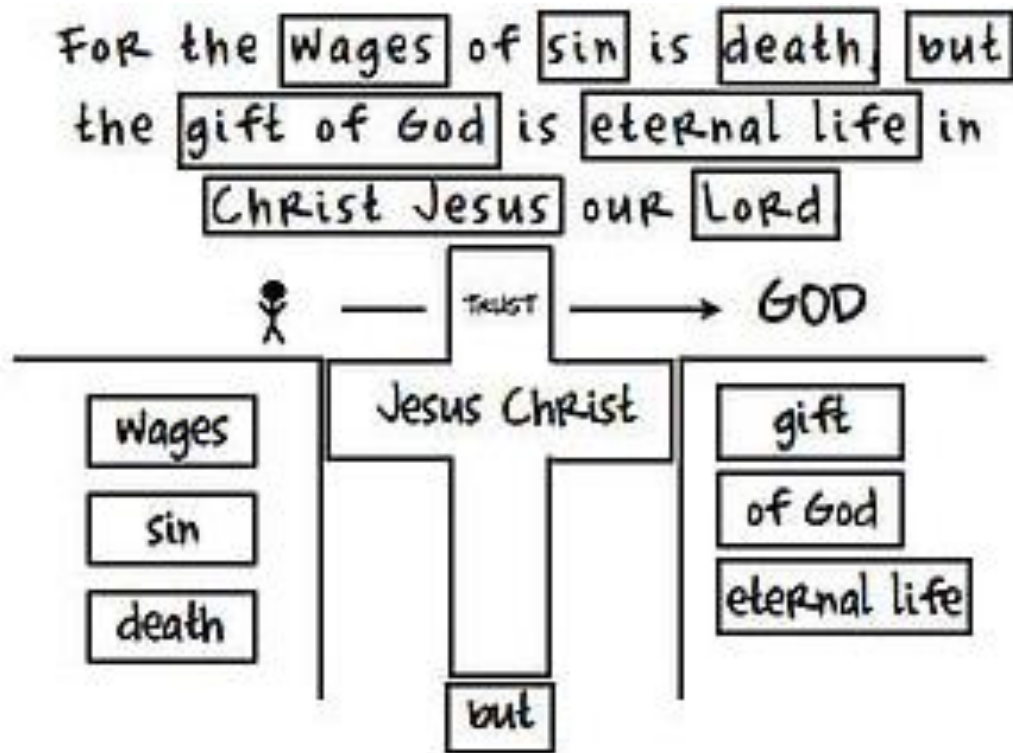 For the wages of sin is death, but
the gift of God is eternal life in
Christ Jesus our Lord
TRUST
GOD
Jesus Christ
wages
sin
death
gift
of God
eternal life
but